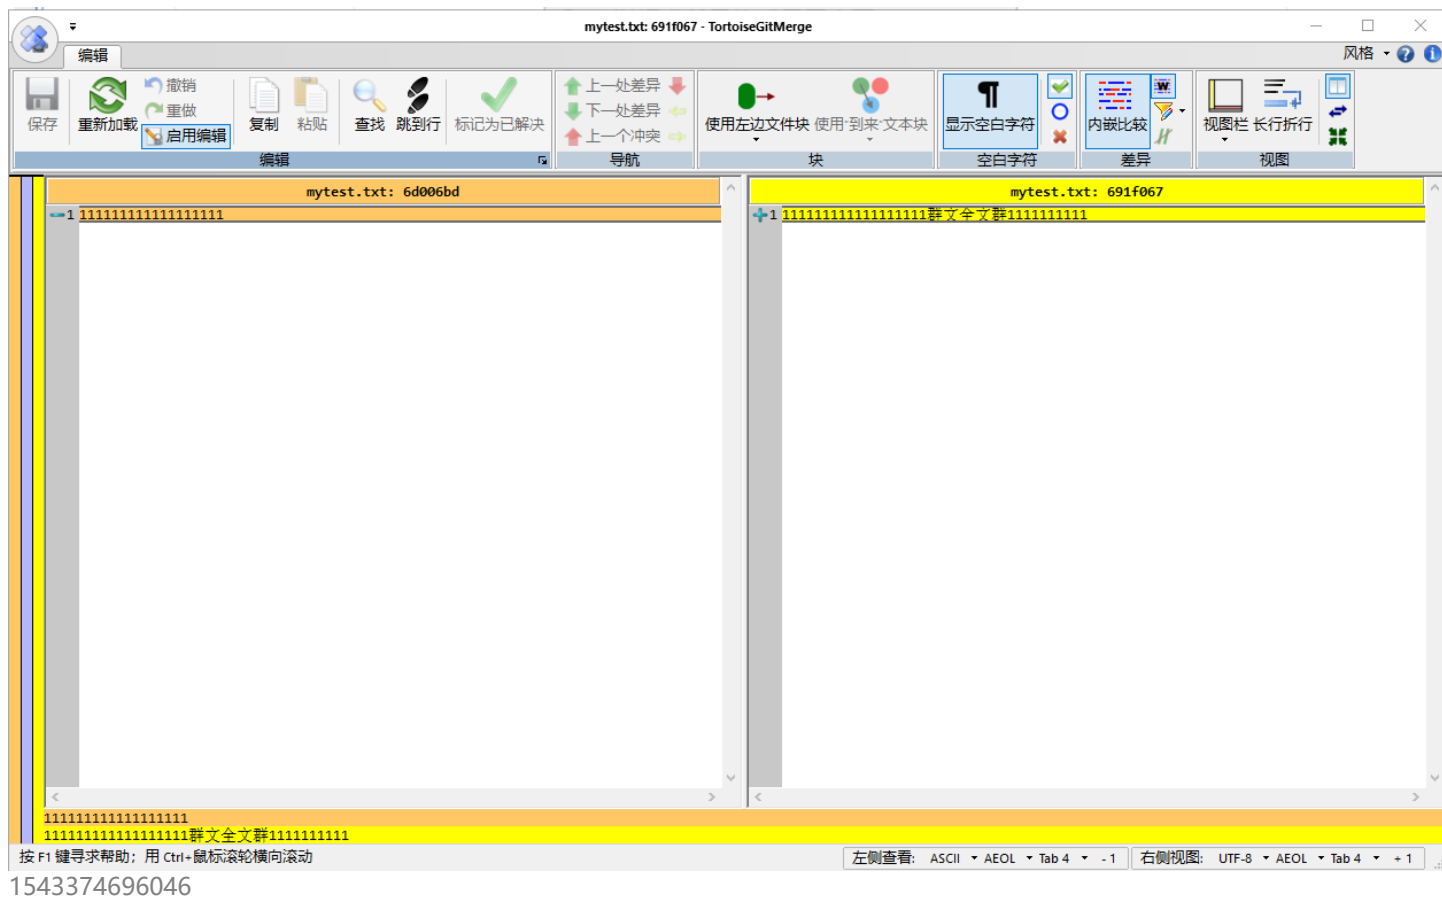 mytest.txt: 691f067 - TortoiseGitMerge
编辑
风格
保存
重新加载
撤销
重做
启用编辑
复制
粘贴
查找
跳到行
标记为已解决
上一处差异
下一处差异
上一个冲突
使用左边文件块
使用"到来"文本块
显示空白字符
内嵌比较
视图栏
长行折行
编辑
导航
块
空白字符
差异
视图
mytest.txt: 6d006bd
mytest.txt: 691f067
1 111111111111111111
1 111111111111111111群文全文群1111111111
111111111111111111
111111111111111111群文全文群1111111111
按 F1 键寻求帮助; 用 Ctrl+鼠标滚轮横向滚动
左侧查看: ASCII AEOL Tab 4 - 1
右侧视图: UTF-8 AEOL Tab 4 + 1
1543374696046